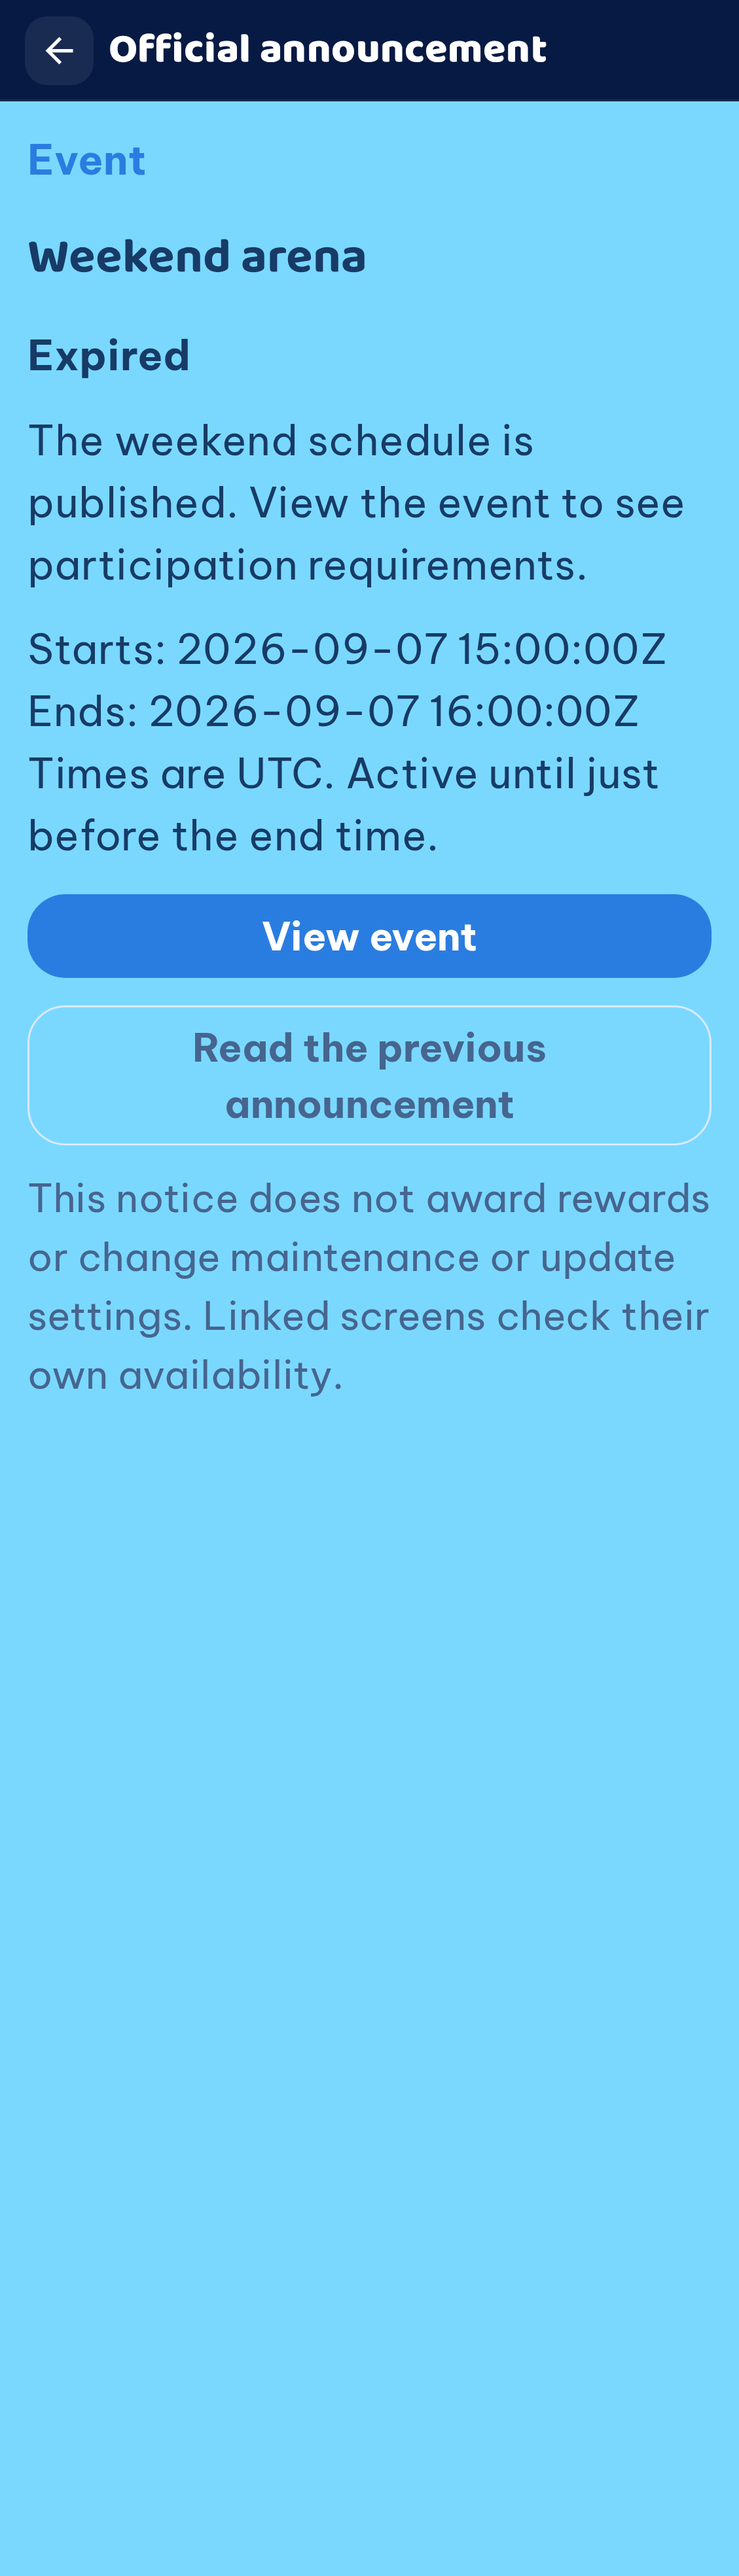 Official announcement
Event
Weekend arena
Expired
The weekend schedule is
published. View the event to see
participation requirements.
Starts: 2026-09-07 15:00:00Z
Ends: 2026-09-07 16:00:00Z
Times are UTC. Active until just
before the end time.
View event
Read the previous
announcement
This notice does not award rewards
or change maintenance or update
settings. Linked screens check their
own availability.